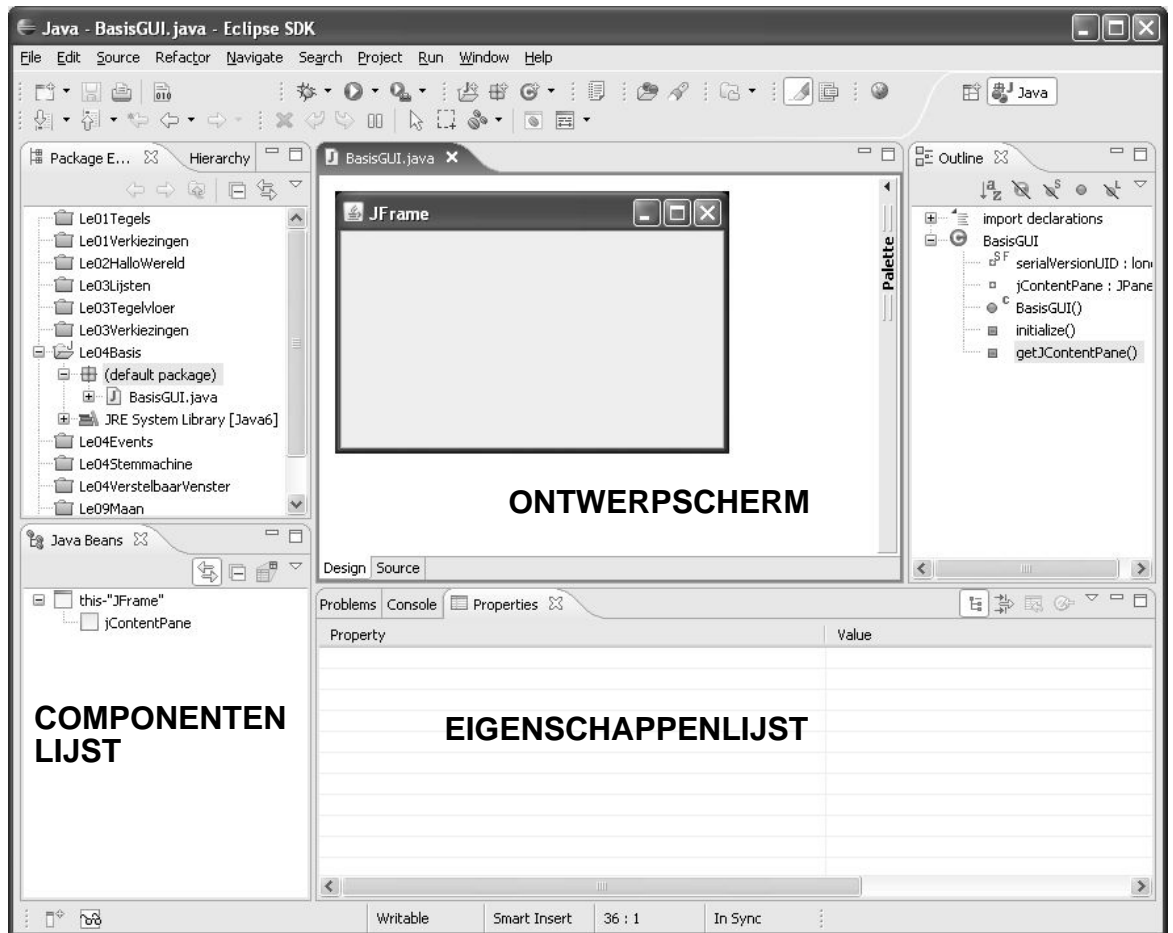 Java - BasisGUI.java - Eclipse SDK
File Edit Source Refactor Navigate Search Project Run Window Help
Java
Package E... Hierarchy
Le01Tegels
Le01Verkiezingen
Le02HalloWereld
Le03Lijsten
Le03Tegelvloer
Le03Verkiezingen
Le04Basis
(default package)
BasisGUI.java
JRE System Library [Java6]
Le04Events
Le04Stemmachine
Le04VerstelbaarVenster
Le09Maan
BasisGUI.java
JFrame
Palette
ONTWERPSCHERM
Design Source
Outline
import declarations
BasisGUI
serialVersionUID : long
jContentPane : JPane
BasisGUI()
initialize()
getJContentPane()
Java Beans
this-"JFrame"
jContentPane
COMPONENTEN
LIJST
Problems Console Properties
Property Value
EIGENSCHAPPENLIJST
Writable Smart Insert 36 : 1 In Sync